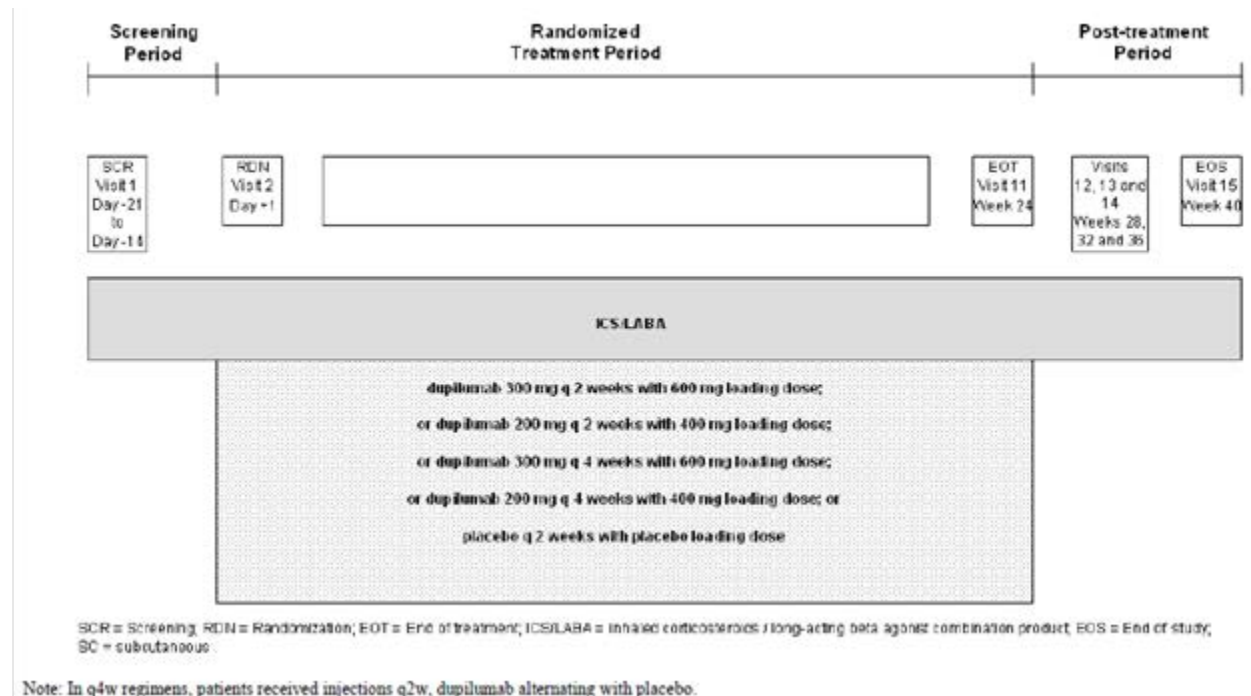 Screening
Period
Randomized
Treatment Period
Post-treatment
Period
SCR
Visit 1
Day -21
to
Day -14
RDN
Visit 2
Day +1
EOT
Visit 11
Week 24
Visits
12, 13 and
14
Weeks 28,
32 and 36
EOS
Visit 15
Week 40
ICS/LABA
dupilumab 300 mg q 2 weeks with 600 mg loading dose;
or dupilumab 200 mg q 2 weeks with 400 mg loading dose;
or dupilumab 300 mg q 4 weeks with 600 mg loading dose;
or dupilumab 200 mg q 4 weeks with 400 mg loading dose; or
placebo q 2 weeks with placebo loading dose
SCR = Screening; RDN = Randomization; EOT = End of treatment; ICS/LABA = Inhaled corticosteroids / long-acting beta agonist combination product; EOS = End of study;
SC = subcutaneous
Note: In q4w regimens, patients received injections q2w, dupilumab alternating with placebo.